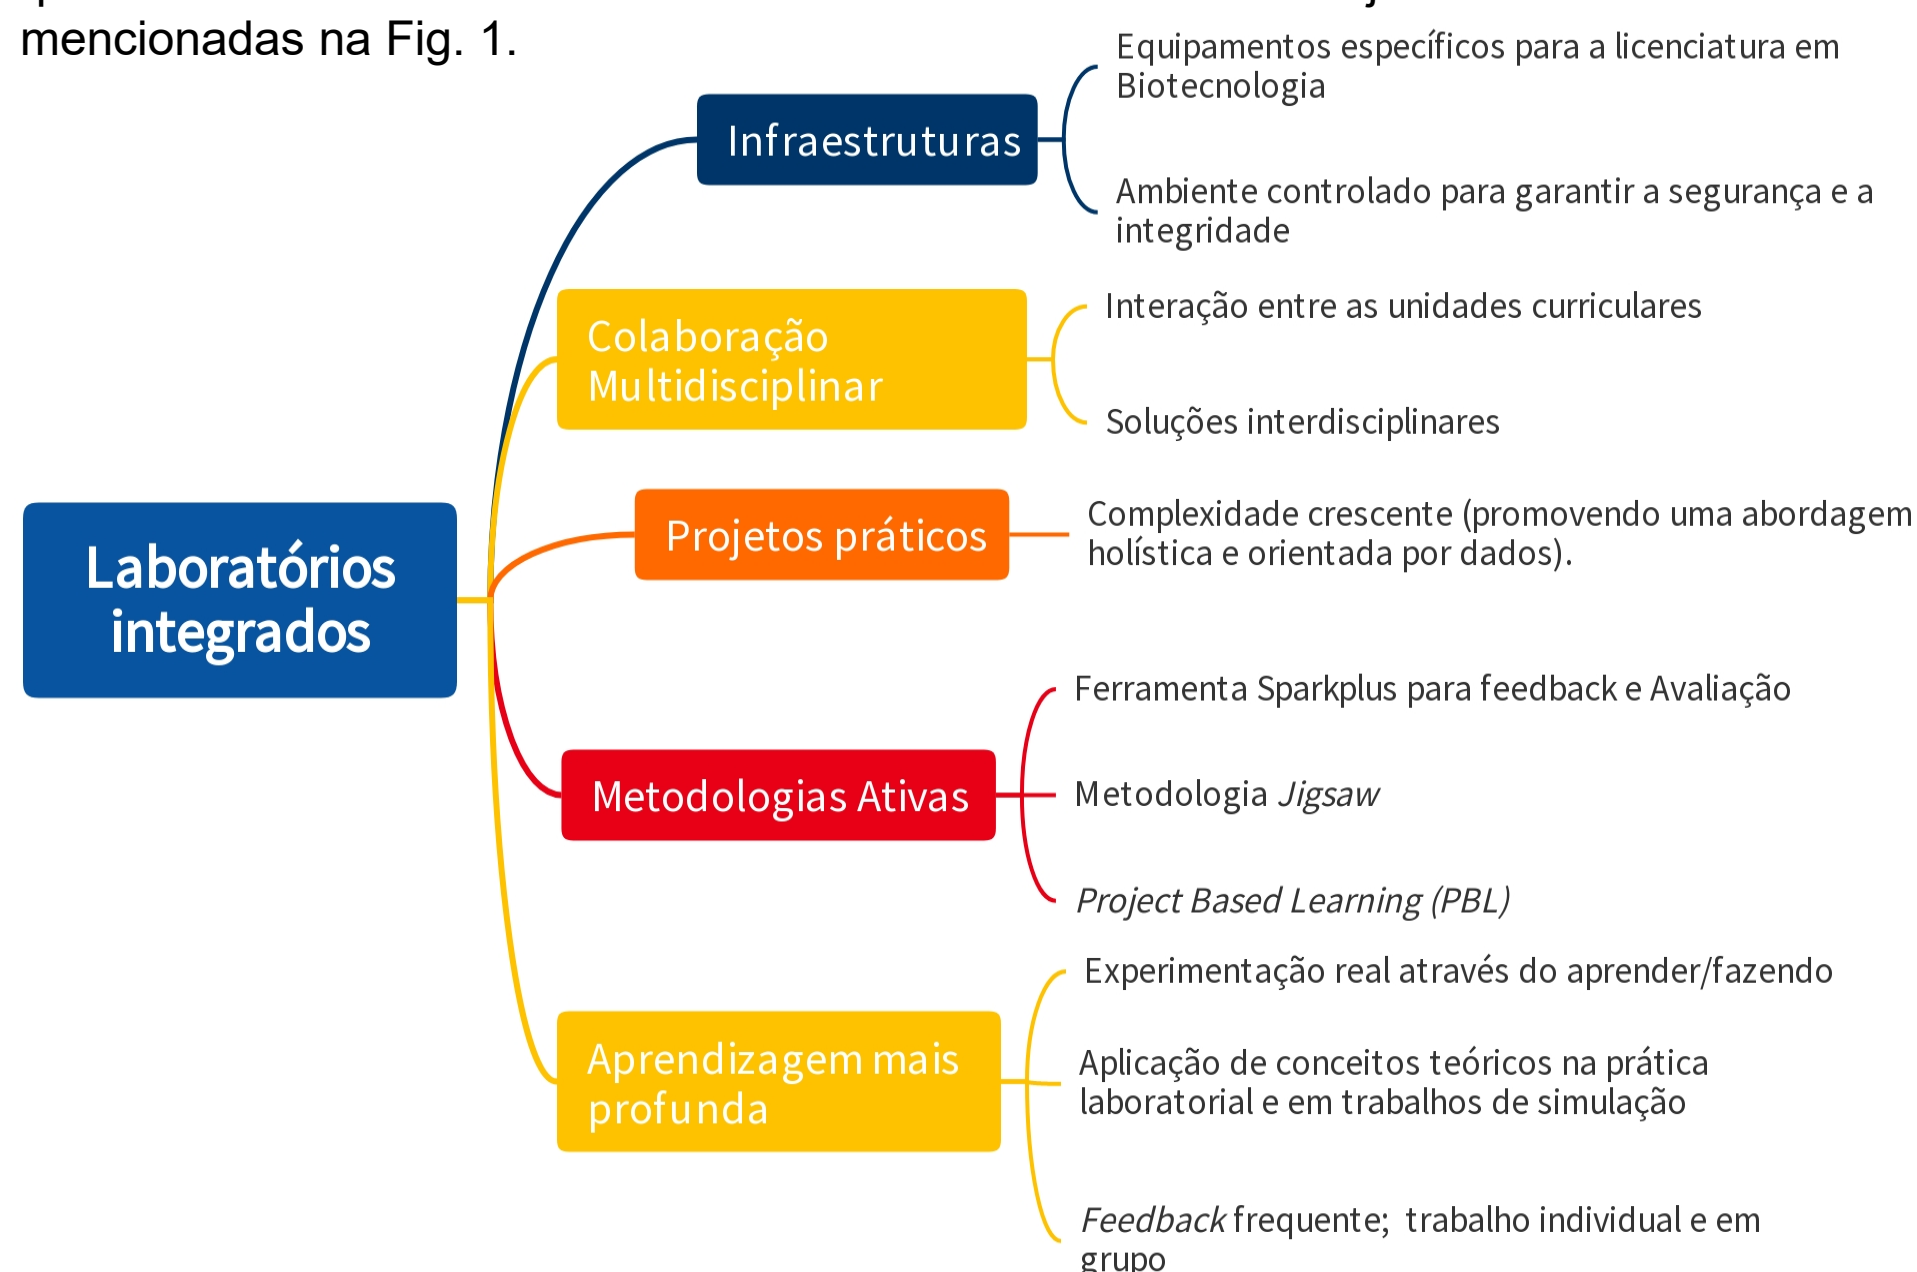 mencionadas na Fig. 1.
Equipamentos específicos para a licenciatura em
Biotecnologia
Infraestruturas
Ambiente controlado para garantir a segurança e a
integridade
Colaboração
Multidisciplinar
Interação entre as unidades curriculares
Soluções interdisciplinares
Laboratórios
integrados
Projetos práticos
Complexidade crescente (promovendo uma abordagem
holística e orientada por dados).
Metodologias Ativas
Ferramenta Sparkplus para feedback e Avaliação
Metodologia Jigsaw
Project Based Learning (PBL)
Aprendizagem mais
profunda
Experimentação real através do aprender/fazendo
Aplicação de conceitos teóricos na prática
laboratorial e em trabalhos de simulação
Feedback frequente;  trabalho individual e em
grupo